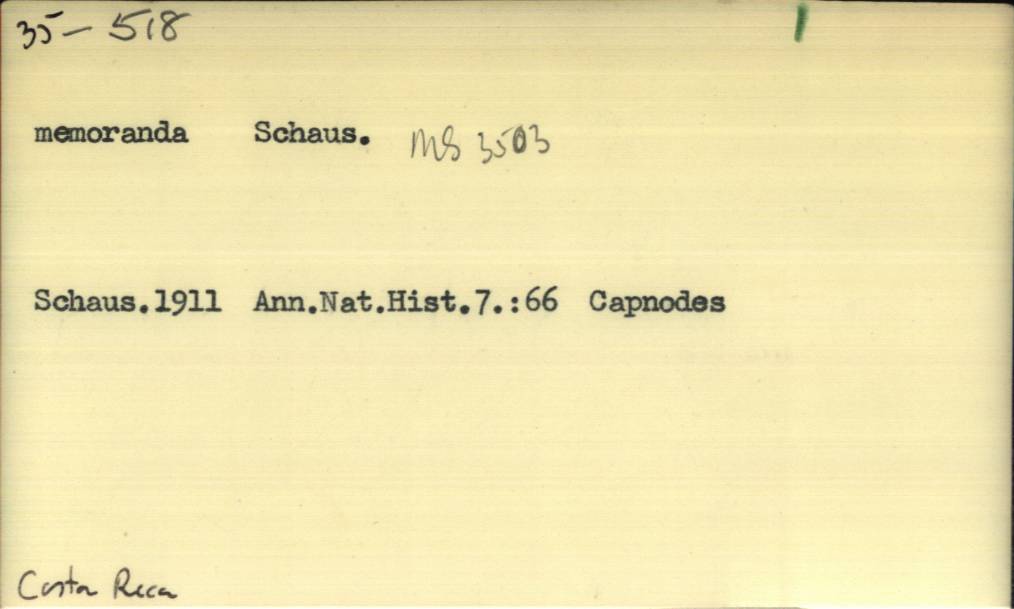 35-518
memoranda Schaus. MS 3503
Schaus.1911 Ann.Nat.Hist.7.:66 Capnodes
Costa Rica